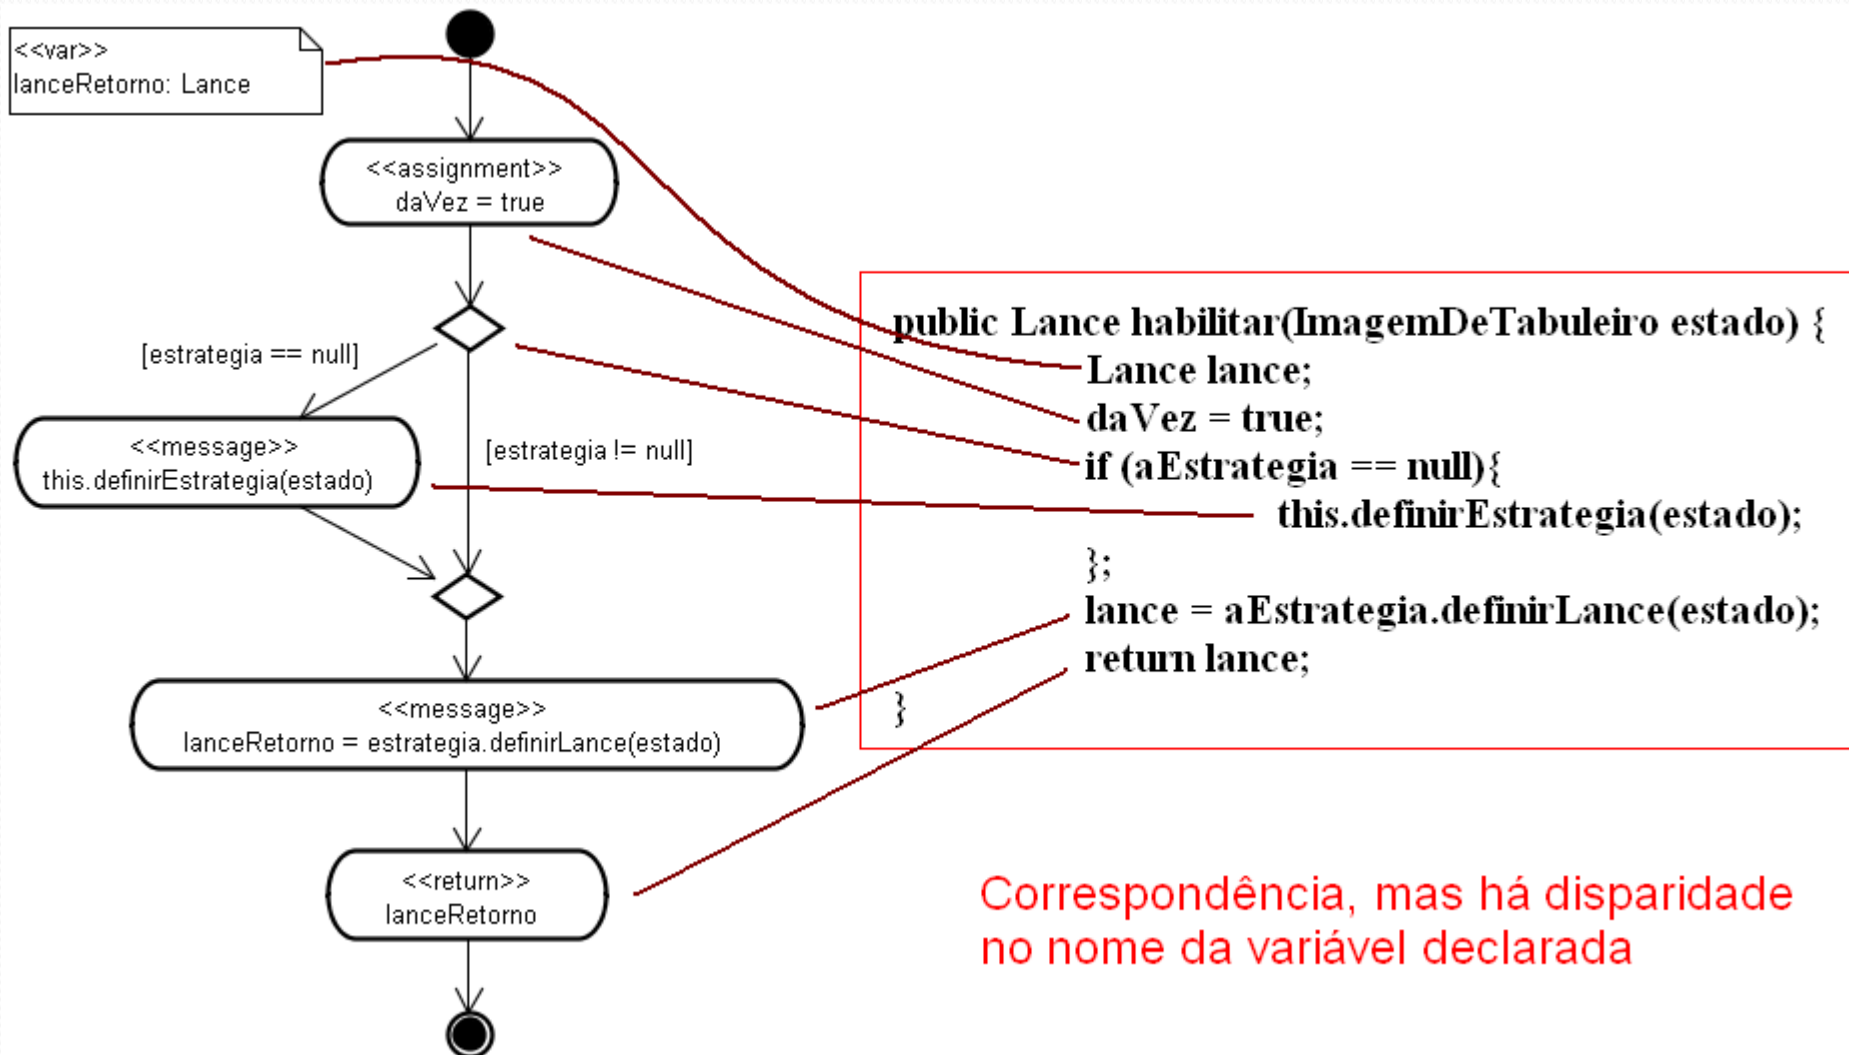 <<var>>
lanceRetorno: Lance
<<assignment>>
daVez = true
[estrategia == null]
<<message>>
this.definirEstrategia(estado)
[estrategia != null]
<<message>>
lanceRetorno = estrategia.definirLance(estado)
<<return>>
lanceRetorno
public Lance habilitar(ImagemDeTabuleiro estado) {
Lance lance;
daVez = true;
if (aEstrategia == null){
this.definirEstrategia(estado);
};
lance = aEstrategia.definirLance(estado);
return lance;
}
Correspondência, mas há disparidade
no nome da variável declarada